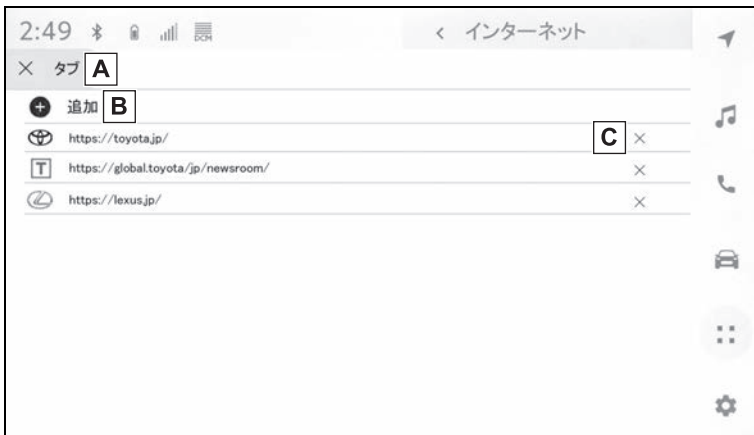 2:49 DCM < インターネット
× タブ A
追加 B
https://toyota.jp/ C ×
T https://global.toyota/jp/newsroom/ ×
https://lexus.jp/ ×